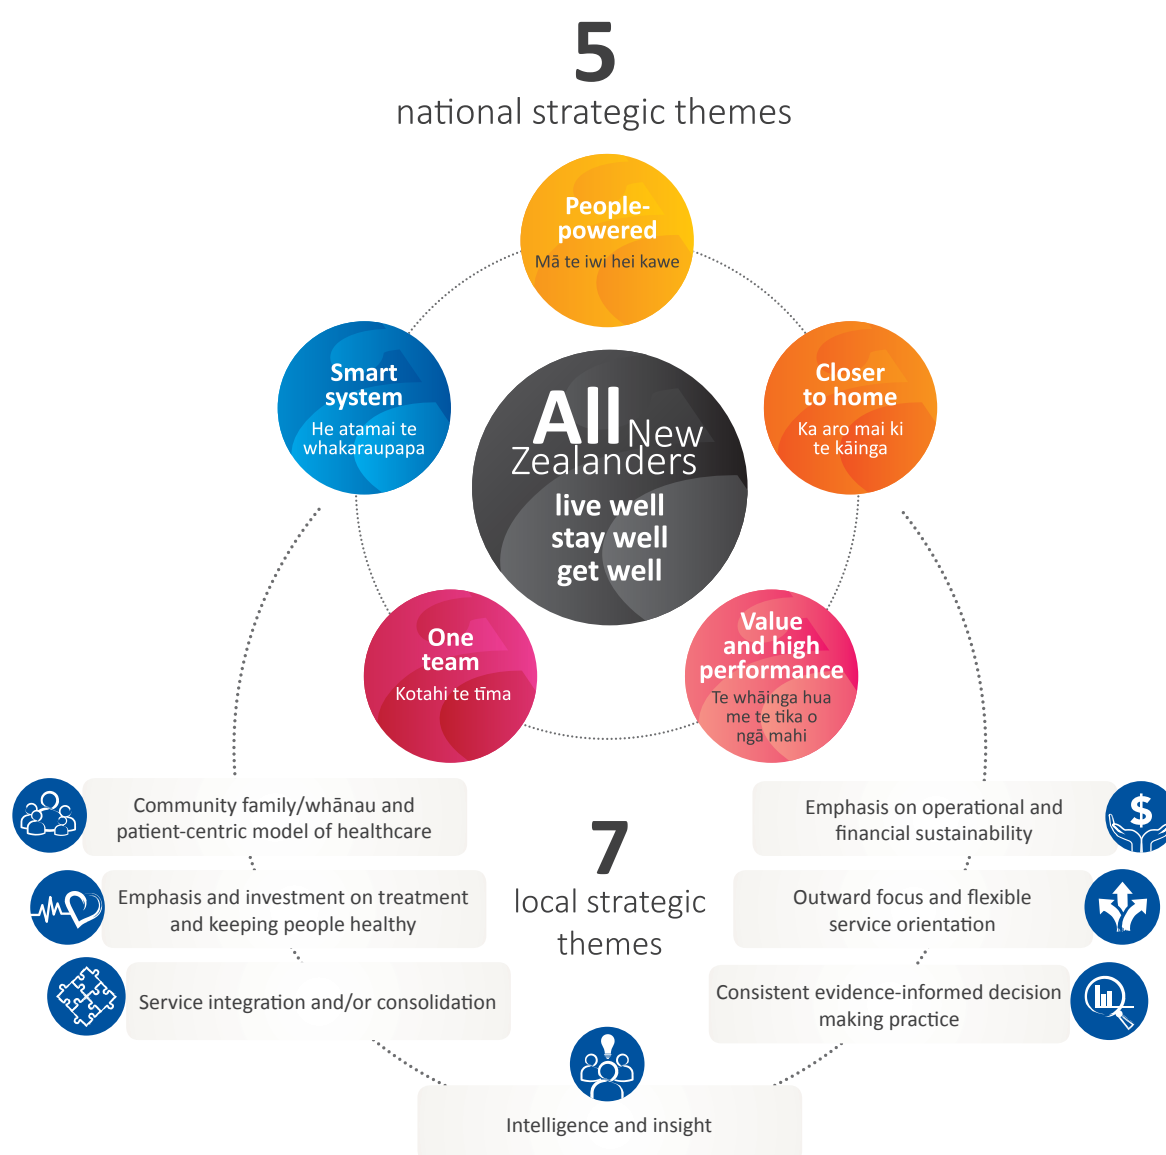 5
national strategic themes
People-
powered
Mā te iwi hei kawe
Smart
system
He atamai te
whakaraupapa
Closer
to home
Ka aro mai ki
te kāinga
All New
Zealanders
live well
stay well
get well
One
team
Kotahi te tīma
Value
and high
performance
Te whāinga hua
me te tika o
ngā mahi
7
local strategic
themes
Community family/whānau and
patient-centric model of healthcare
Emphasis and investment on treatment
and keeping people healthy
Service integration and/or consolidation
Intelligence and insight
Emphasis on operational and
financial sustainability
$
Outward focus and flexible
service orientation
Consistent evidence-informed decision
making practice